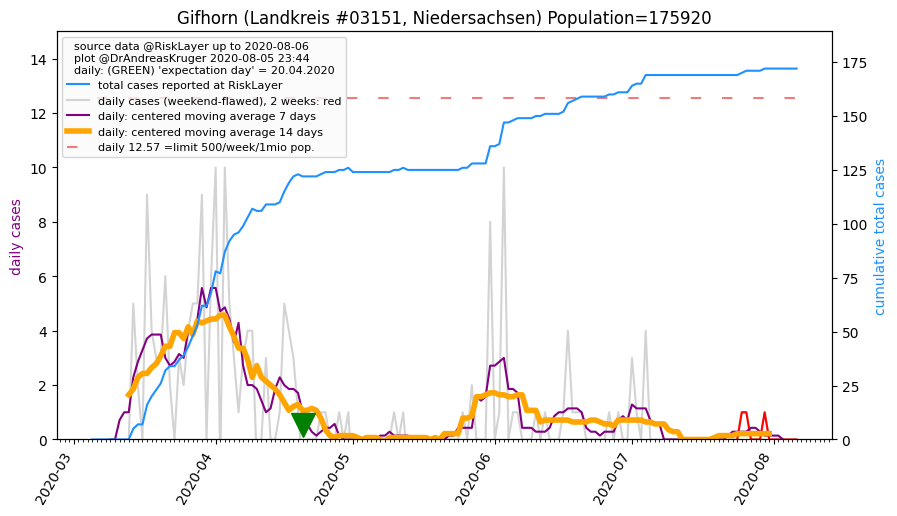 Gifhorn (Landkreis #03151, Niedersachsen) Population=175920
source data @RiskLayer up to 2020-08-06
plot @DrAndreasKruger 2020-08-05 23:44
daily: (GREEN) 'expectation day' = 20.04.2020
total cases reported at RiskLayer
daily cases (weekend-flawed), 2 weeks: red
daily: centered moving average 7 days
daily: centered moving average 14 days
daily 12.57 =limit 500/week/1mio pop.
daily cases
14
12
10
8
6
4
2
0
cumulative total cases
175
150
125
100
75
50
25
0
2020-03
2020-04
2020-05
2020-06
2020-07
2020-08